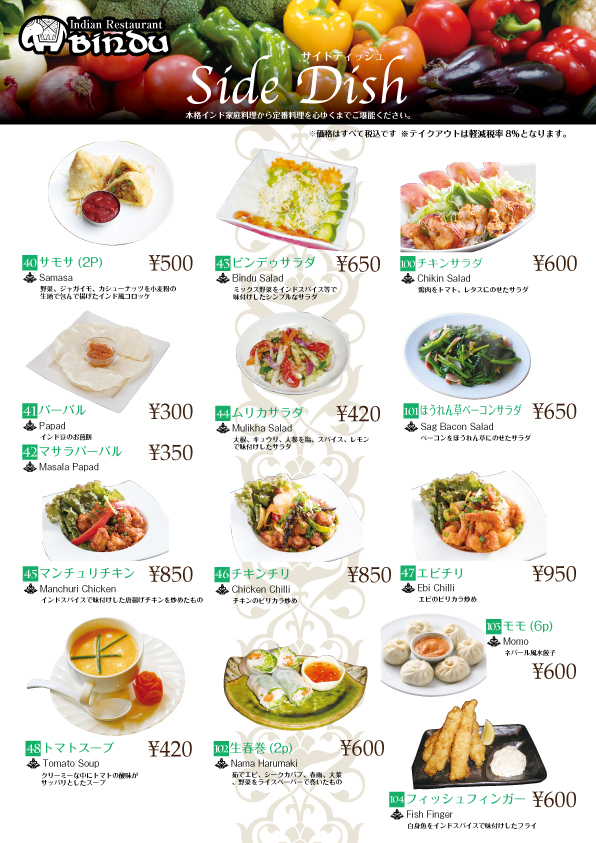 Indian Restaurant
BINDU
サイドディッシュ
Side Dish
本格インド家庭料理から定番料理を心ゆくまでご堪能ください。
※価格はすべて税込です ※テイクアウトは軽減税率8%となります。
40 サモサ (2P) ¥500
Samasa
野菜、ジャガイモ、カシューナッツを小麦粉の
生地で包んで揚げたインド風コロッケ
43 ビンデゥサラダ ¥650
Bindu Salad
ミックス野菜をインドスパイス等で
味付けしたシンプルなサラダ
100 チキンサラダ ¥600
Chikin Salad
鶏肉をトマト、レタスにのせたサラダ
41 パーパル ¥300
Papad
インド豆のお煎餅
42 マサラパーパル ¥350
Masala Papad
44 ムリカサラダ ¥420
Mulikha Salad
大根、キュウリ、人参を塩、スパイス、レモン
で味付けしたサラダ
101 ほうれん草ベーコンサラダ ¥650
Sag Bacon Salad
ベーコンをほうれん草にのせたサラダ
45 マンチュリチキン ¥850
Manchuri Chicken
インドスパイスで味付けした唐揚げチキンを炒めたもの
46 チキンチリ ¥850
Chicken Chilli
チキンのピリカラ炒め
47 エビチリ ¥950
Ebi Chilli
エビのピリカラ炒め
103 モモ (6p)
Momo
ネパール風水餃子
¥600
48 トマトスープ ¥420
Tomato Soup
クリーミーな中にトマトの酸味が
サッパリとしたスープ
102 生春巻 (2p) ¥600
Nama Harumaki
茹でエビ、シークカバブ、春雨、大葉
、野菜をライスペーパーで巻いたもの
104 フィッシュフィンガー ¥600
Fish Finger
白身魚をインドスパイスで味付けしたフライ